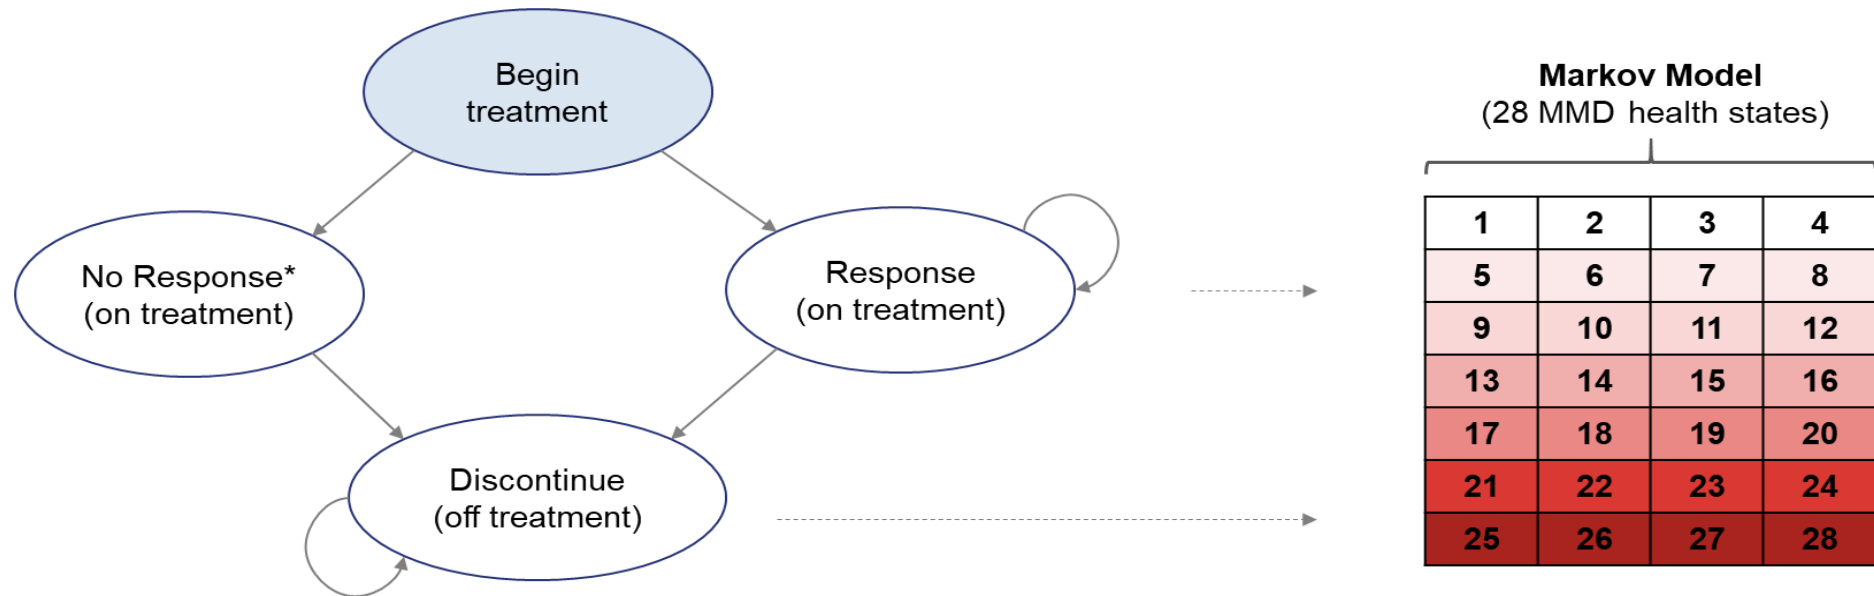 Begin
treatment
No Response*
(on treatment)
Response
(on treatment)
Discontinue
(off treatment)
Markov Model
(28 MMD health states)
1 2 3 4
5 6 7 8
9 10 11 12
13 14 15 16
17 18 19 20
21 22 23 24
25 26 27 28